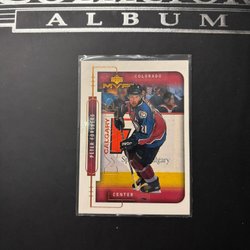 ALBUM
COLORADO
MVP
PETER FORSBERG
CALGARY
CENTER